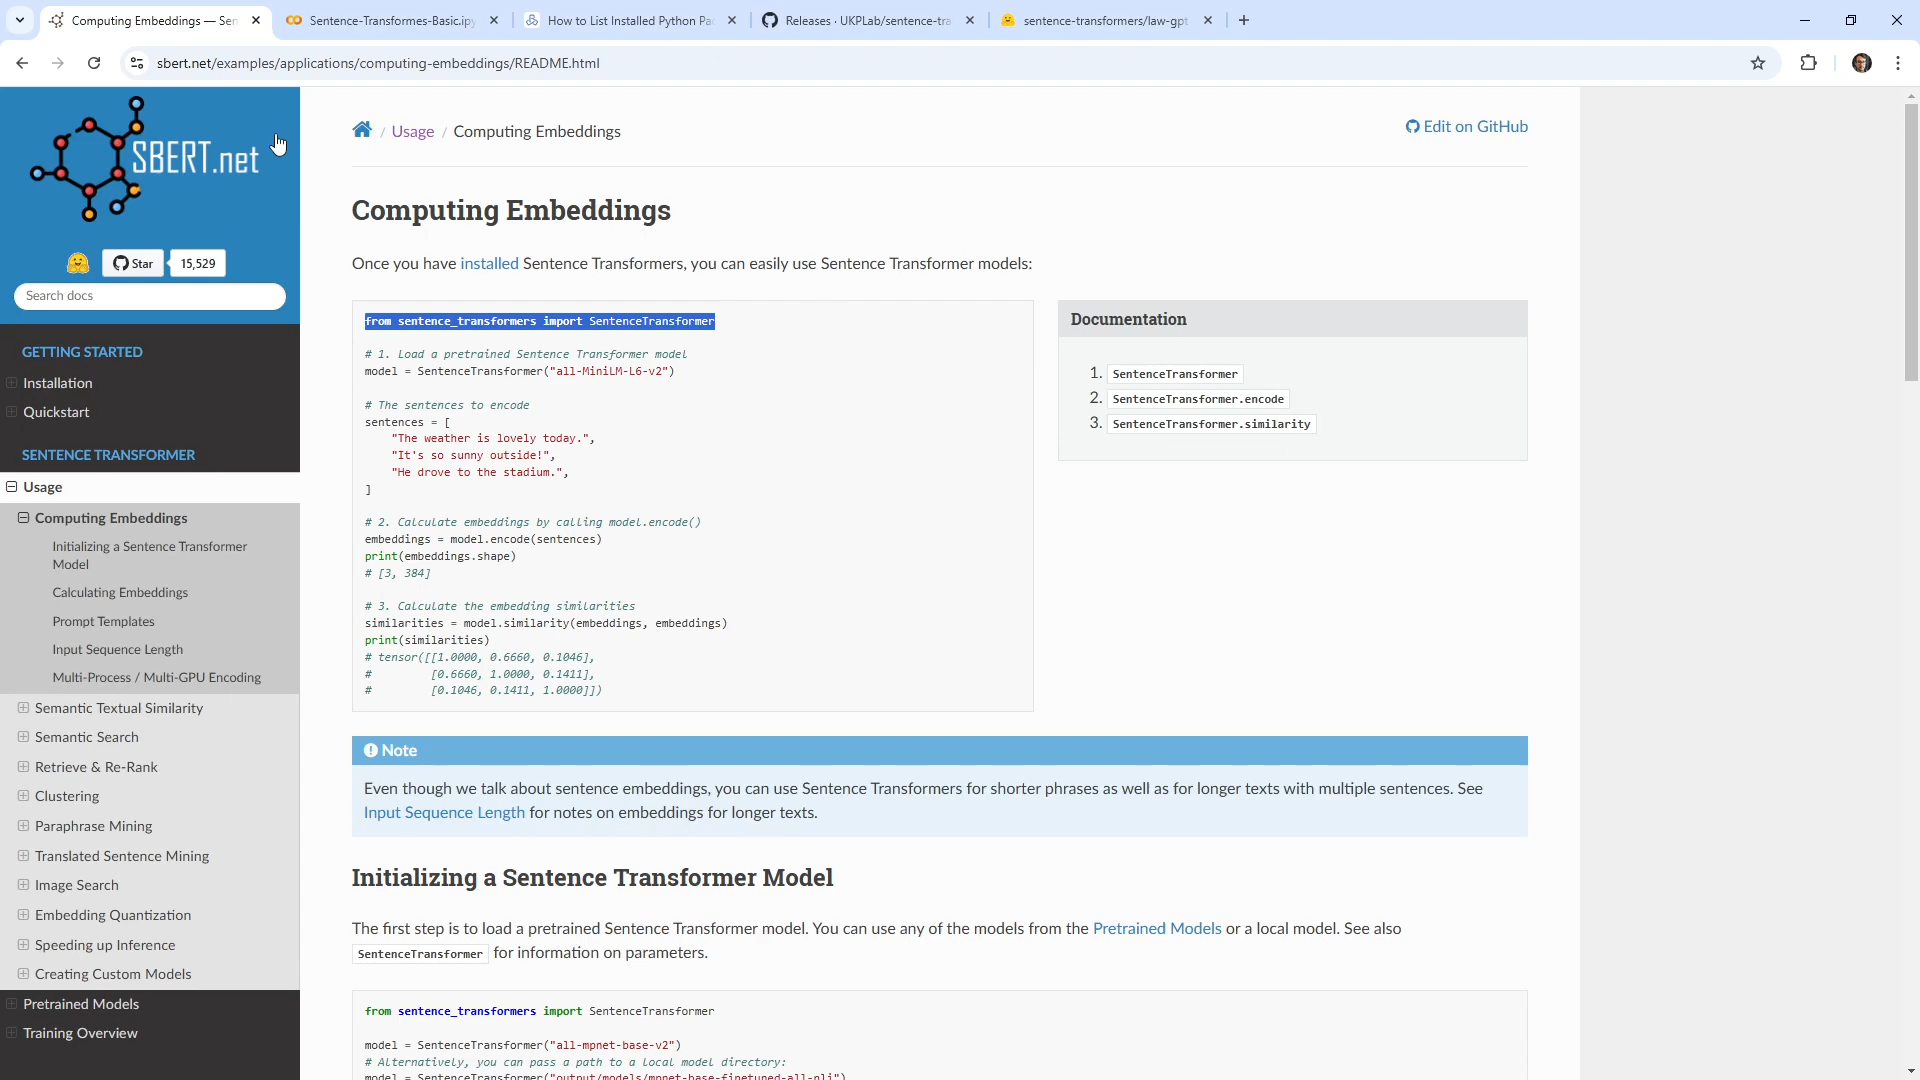 Computing Embeddings — Sen
Sentence-Transformes-Basic.ipy
How to List Installed Python Pa
Releases · UKPLab/sentence-tra
sentence-transformers/law-gpt
sbert.net/examples/applications/computing-embeddings/README.html
SBERT.net
Star
15,529
Search docs
GETTING STARTED
Installation
Quickstart
SENTENCE TRANSFORMER
Usage
Computing Embeddings
Initializing a Sentence Transformer
Model
Calculating Embeddings
Prompt Templates
Input Sequence Length
Multi-Process / Multi-GPU Encoding
Semantic Textual Similarity
Semantic Search
Retrieve & Re-Rank
Clustering
Paraphrase Mining
Translated Sentence Mining
Image Search
Embedding Quantization
Speeding up Inference
Creating Custom Models
Pretrained Models
Training Overview
/ Usage / Computing Embeddings
Edit on GitHub
Computing Embeddings
Once you have installed Sentence Transformers, you can easily use Sentence Transformer models:
from sentence_transformers import SentenceTransformer
# 1. Load a pretrained Sentence Transformer model
model = SentenceTransformer("all-MiniLM-L6-v2")
# The sentences to encode
sentences = [
"The weather is lovely today.",
"It's so sunny outside!",
"He drove to the stadium.",
]
# 2. Calculate embeddings by calling model.encode()
embeddings = model.encode(sentences)
print(embeddings.shape)
# [3, 384]
# 3. Calculate the embedding similarities
similarities = model.similarity(embeddings, embeddings)
print(similarities)
# tensor([[1.0000, 0.6660, 0.1046],
#         [0.6660, 1.0000, 0.1411],
#         [0.1046, 0.1411, 1.0000]])
Documentation
1. SentenceTransformer
2. SentenceTransformer.encode
3. SentenceTransformer.similarity
Note
Even though we talk about sentence embeddings, you can use Sentence Transformers for shorter phrases as well as for longer texts with multiple sentences. See
Input Sequence Length for notes on embeddings for longer texts.
Initializing a Sentence Transformer Model
The first step is to load a pretrained Sentence Transformer model. You can use any of the models from the Pretrained Models or a local model. See also
SentenceTransformer for information on parameters.
from sentence_transformers import SentenceTransformer
model = SentenceTransformer("all-mpnet-base-v2")
# Alternatively, you can pass a path to a local model directory:
model = SentenceTransformer("output/models/mpnet-base-finetuned-all-nli")